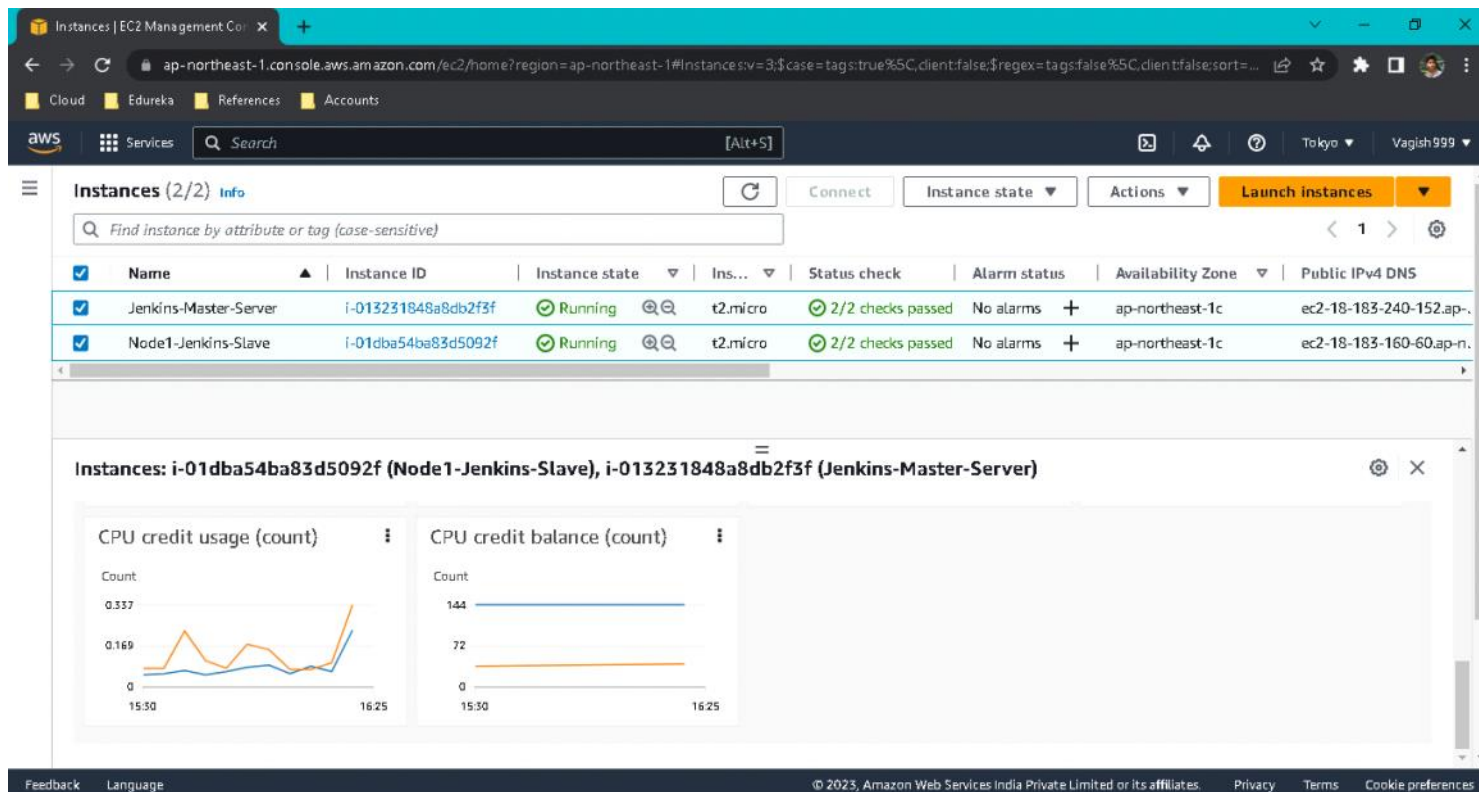 Instances | EC2 Management Cor
ap-northeast-1.console.aws.amazon.com/ec2/home?region=ap-northeast-1#Instances:v=3;$case=tags:true%5C,client:false;$regex=tags:false%5C,client:false;sort=...
Cloud Edureka References Accounts
aws Services Search [Alt+S] Tokyo Vagish999
Instances (2/2) Info Connect Instance state Actions Launch instances
Find instance by attribute or tag (case-sensitive) 1
Name Instance ID Instance state Ins... Status check Alarm status Availability Zone Public IPv4 DNS
Jenkins-Master-Server i-013231848a8db2f3f Running t2.micro 2/2 checks passed No alarms ap-northeast-1c ec2-18-183-240-152.ap-..
Node1-Jenkins-Slave i-01dba54ba83d5092f Running t2.micro 2/2 checks passed No alarms ap-northeast-1c ec2-18-183-160-60.ap-n..
Instances: i-01dba54ba83d5092f (Node1-Jenkins-Slave), i-013231848a8db2f3f (Jenkins-Master-Server)
CPU credit usage (count) CPU credit balance (count)
Count Count
0.337 144
0.169 72
0 0
15:30 16:25 15:30 16:25
Feedback Language © 2023, Amazon Web Services India Private Limited or its affiliates. Privacy Terms Cookie preferences